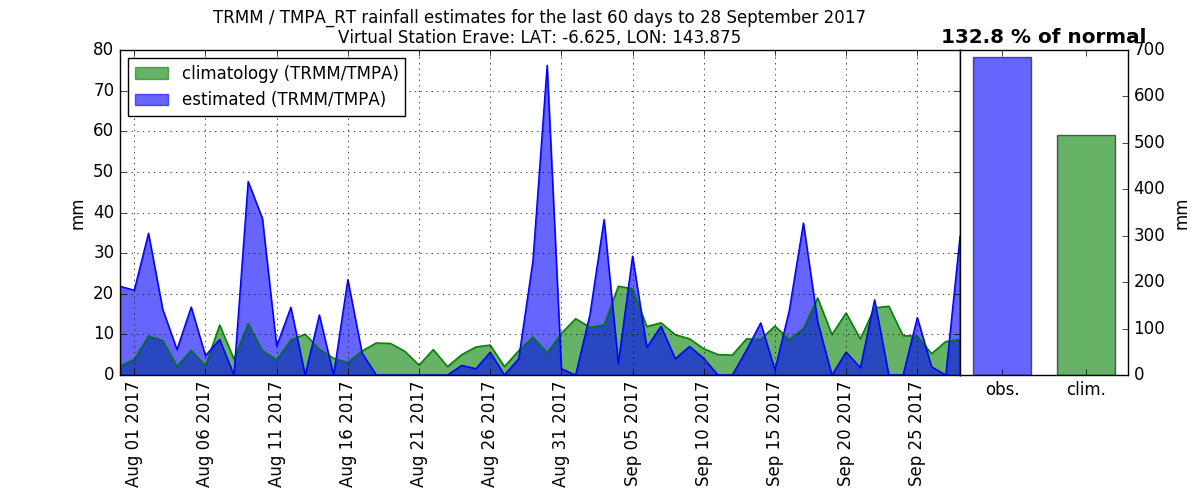 TRMM / TMPA_RT rainfall estimates for the last 60 days to 28 September 2017
Virtual Station Erave: LAT: -6.625, LON: 143.875
132.8 % of normal
climatology (TRMM/TMPA)
estimated (TRMM/TMPA)
80
70
60
50
40
30
20
10
0
mm
Aug 01 2017
Aug 06 2017
Aug 11 2017
Aug 16 2017
Aug 21 2017
Aug 26 2017
Aug 31 2017
Sep 05 2017
Sep 10 2017
Sep 15 2017
Sep 20 2017
Sep 25 2017
700
600
500
400
300
200
100
0
mm
obs.
clim.